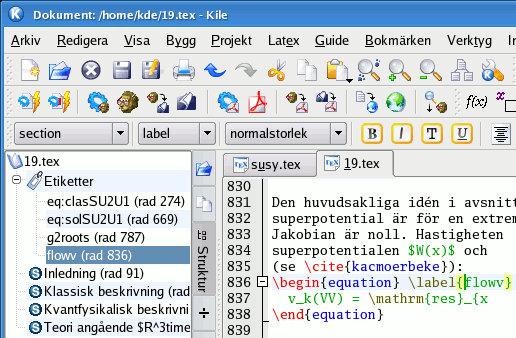 Dokument: /home/kde/19.tex - Kile
Arkiv Redigera Visa Bygg Projekt Latex Guide Bokmärken Verktyg
f(x)
section label normalstorlek B I T U
19.tex
Etiketter
eq:clasSU2U1 (rad 274)
eq:solSU2U1 (rad 669)
g2roots (rad 787)
flowv (rad 836)
Inledning (rad 91)
Klassisk beskrivning (rad
Kvantfysikalisk beskrivnin
Teori angående $R^3time
Struktur
susy.tex 19.tex
830
831 Den huvudsakliga idén i avsnitt
832 superpotential är för en extrem
833 Jakobian är noll. Hastigheten
834 superpotentialen $W(x)$ och
835 (se \cite{kacmoerbeke}):
836 \begin{equation} \label{flowv}
837 v_k(VV) = \mathrm{res}_{x
838 \end{equation}
839